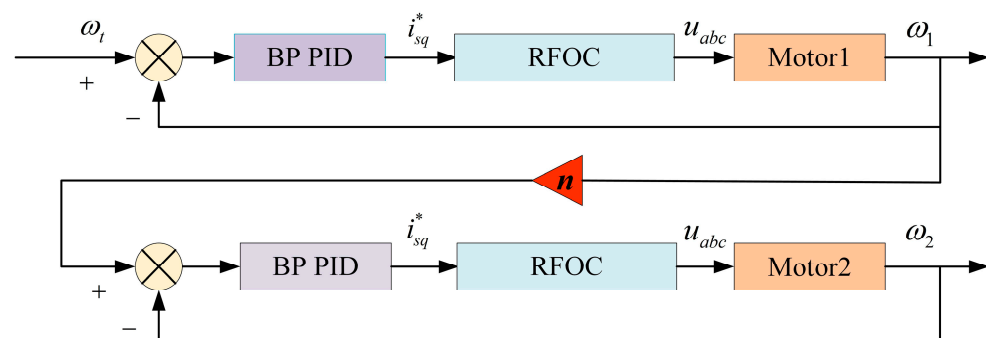 ω_t i*_sq u_abc ω_1
+ BP PID RFOC Motor1
−
n
i*_sq u_abc ω_2
+ BP PID RFOC Motor2
−